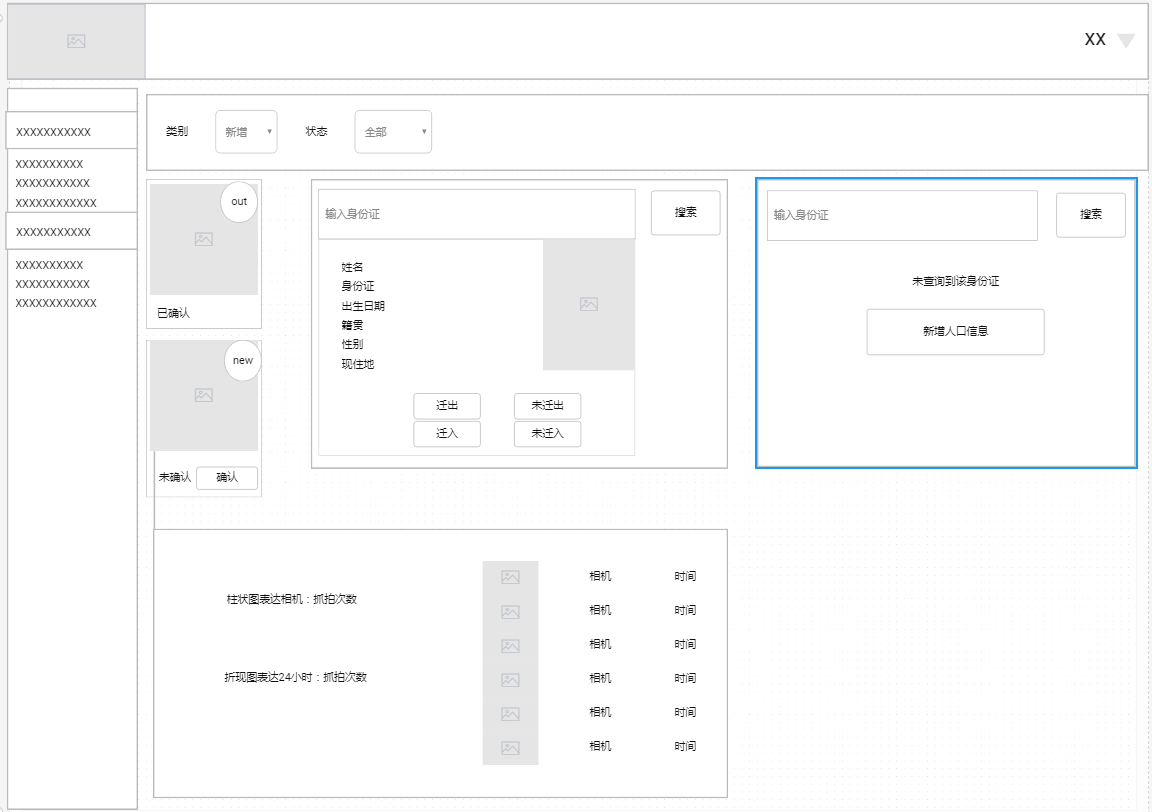 XX
XXXXXXXXXXX
XXXXXXXXXX
XXXXXXXXXXX
XXXXXXXXXXXX
XXXXXXXXXXX
XXXXXXXXXX
XXXXXXXXXXX
XXXXXXXXXXXX
类别 新增 状态 全部
out
已确认
new
未确认 确认
输入身份证 搜索
姓名
身份证
出生日期
籍贯
性别
现住地
迁出 未迁出
迁入 未迁入
输入身份证 搜索
未查询到该身份证
新增人口信息
柱状图表达相机：抓拍次数
折现图表达24小时：抓拍次数
相机 时间
相机 时间
相机 时间
相机 时间
相机 时间
相机 时间